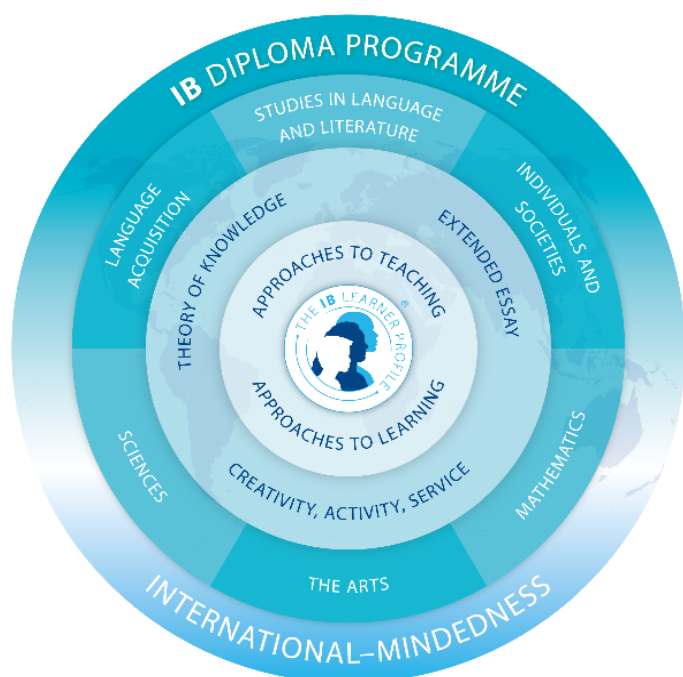 IB DIPLOMA PROGRAMME
STUDIES IN LANGUAGE
AND LITERATURE
LANGUAGE
ACQUISITION
INDIVIDUALS AND
SOCIETIES
THEORY OF KNOWLEDGE
EXTENDED ESSAY
APPROACHES TO TEACHING
THE IB LEARNER PROFILE
®
APPROACHES TO LEARNING
CREATIVITY, ACTIVITY, SERVICE
SCIENCES
MATHEMATICS
THE ARTS
INTERNATIONAL–MINDEDNESS